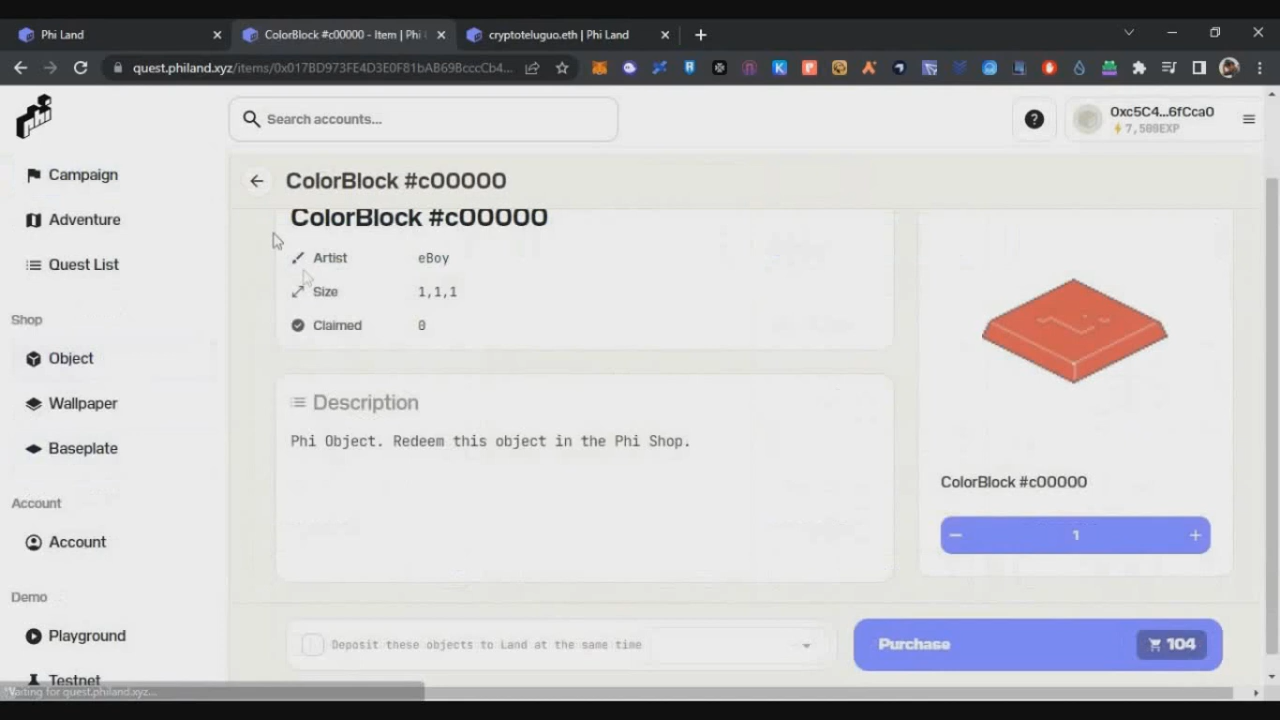 Phi Land
ColorBlock #c00000 - Item | Phi
cryptoteluguo.eth | Phi Land
quest.philand.xyz/items/0x017BD973FE4D3E0F81bAB69BcccCb4...
Search accounts...
0xc5C4...6fCca0
7,500EXP
Campaign
Adventure
Quest List
Shop
Object
Wallpaper
Baseplate
Account
Account
Demo
Playground
Testnet
ColorBlock #c00000
ColorBlock #c00000
Artist eBoy
Size 1,1,1
Claimed 0
Description
Phi Object. Redeem this object in the Phi Shop.
ColorBlock #c00000
1
Deposit these objects to Land at the same time
Purchase 104
Waiting for quest.philand.xyz...